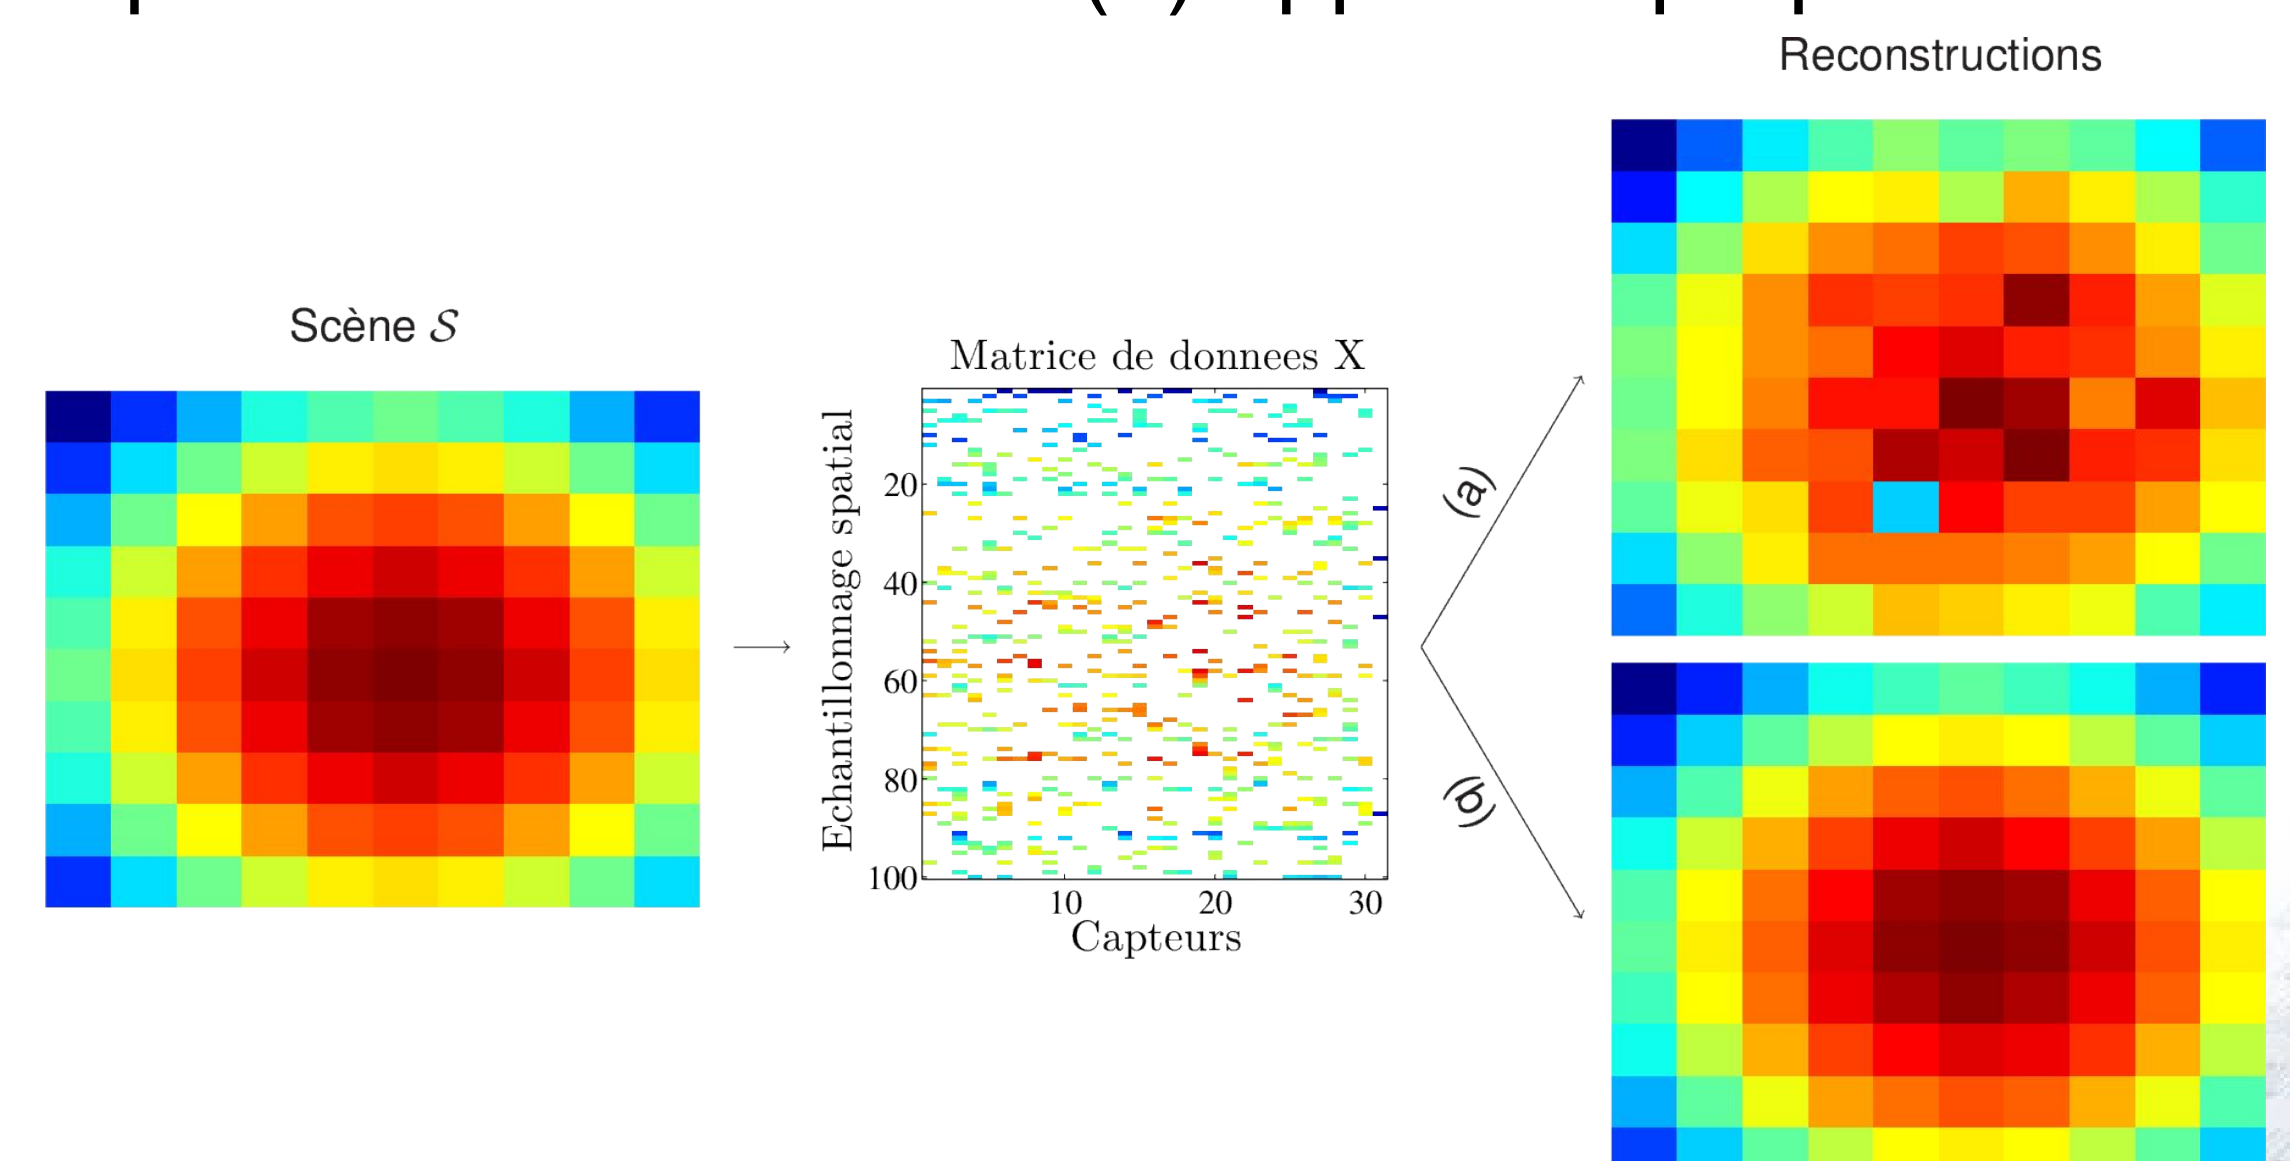 Reconstructions
Scène 𝒮
Matrice de donnees X
Echantillonnage spatial
20
40
60
80
100
10
20
30
Capteurs
(a)
(b)